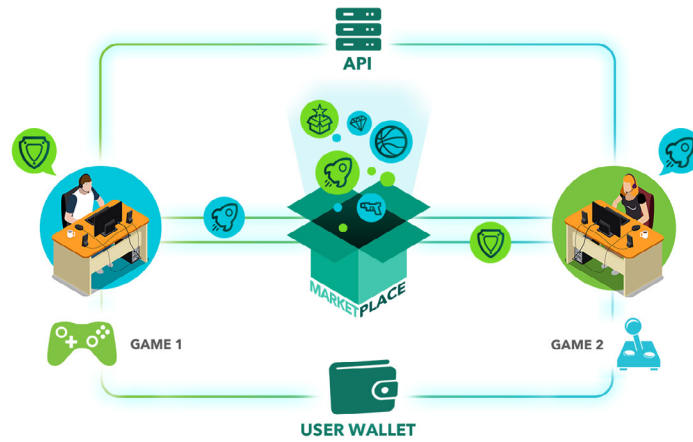 API
MARKETPLACE
GAME 1
GAME 2
USER WALLET